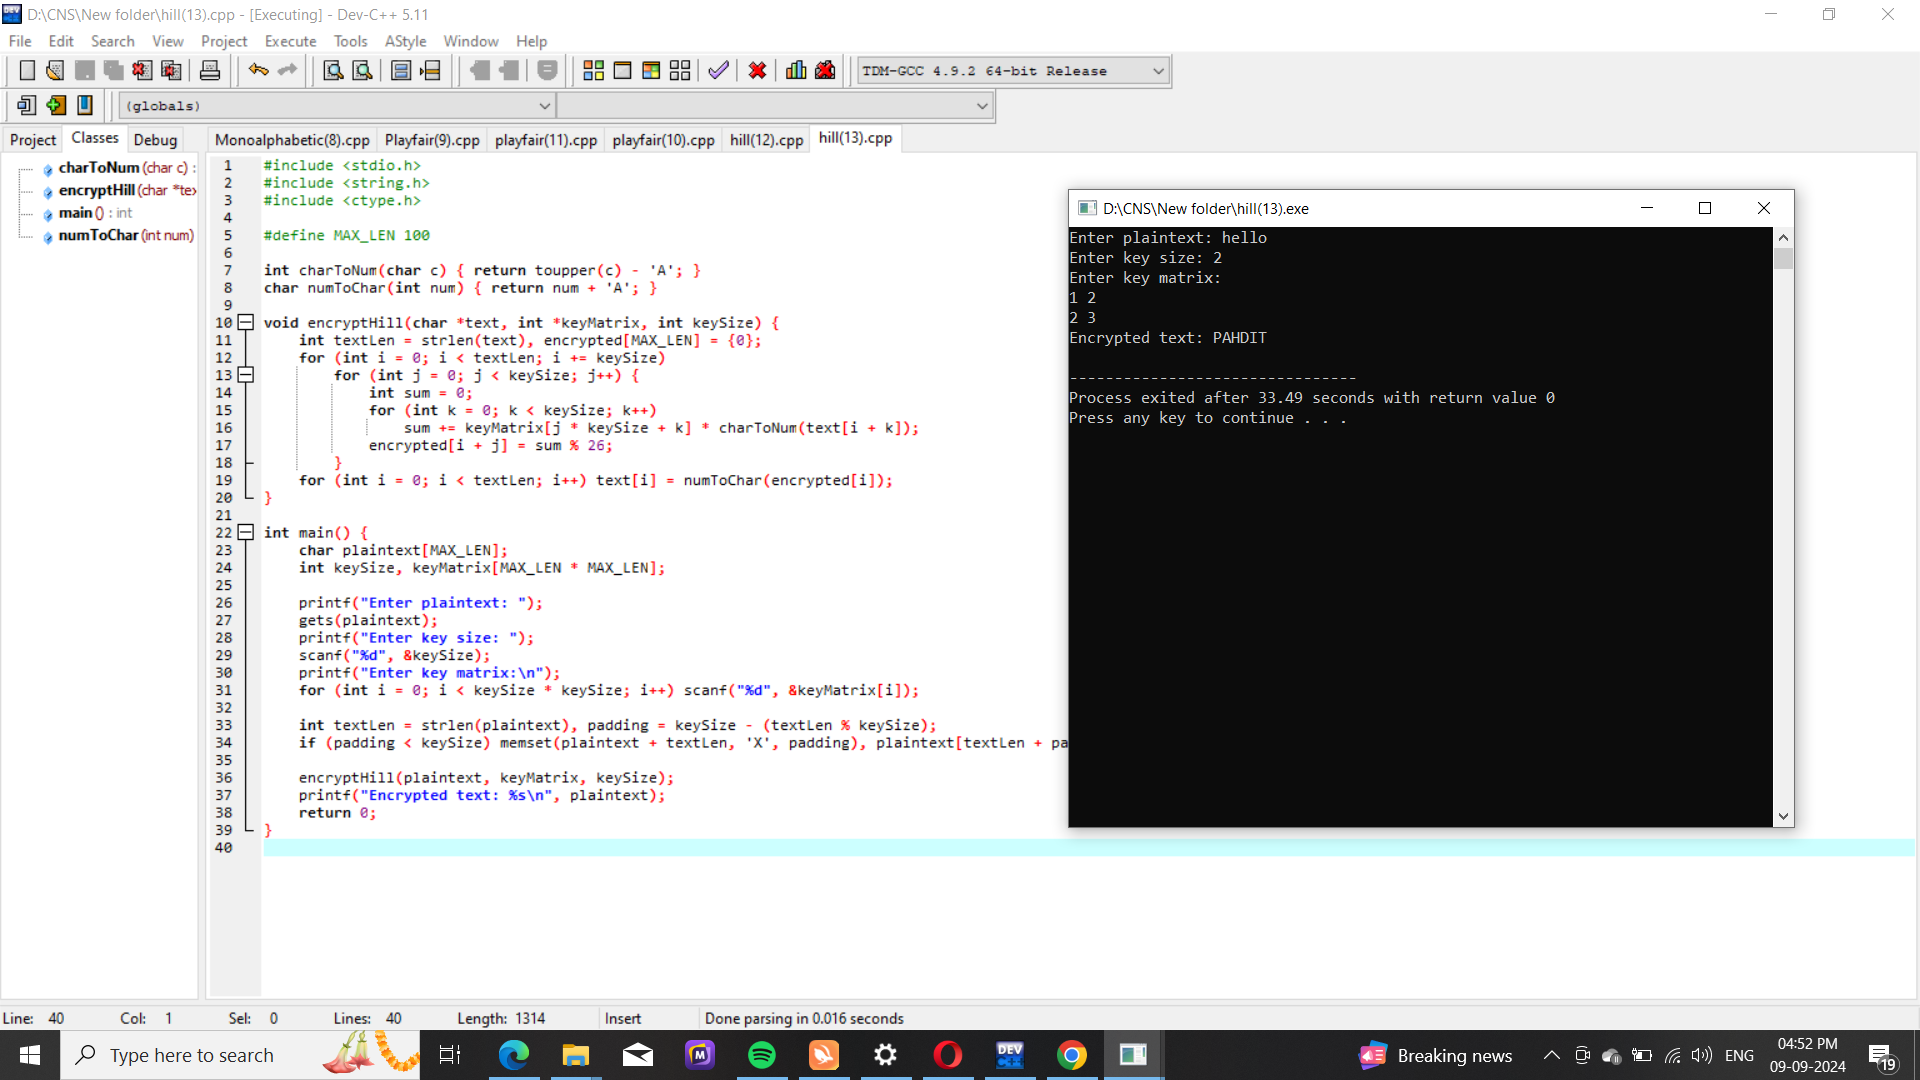 D:\CNS\New folder\hill(13).cpp - [Executing] - Dev-C++ 5.11
File Edit Search View Project Execute Tools AStyle Window Help
TDM-GCC 4.9.2 64-bit Release
(globals)
Project Classes Debug
Monoalphabetic(8).cpp Playfair(9).cpp playfair(11).cpp playfair(10).cpp hill(12).cpp hill(13).cpp
charToNum (char c) :
encryptHill (char *tex
main () : int
numToChar (int num)
1 #include <stdio.h>
2 #include <string.h>
3 #include <ctype.h>
4
5 #define MAX_LEN 100
6
7 int charToNum(char c) { return toupper(c) - 'A'; }
8 char numToChar(int num) { return num + 'A'; }
9
10 void encryptHill(char *text, int *keyMatrix, int keySize) {
11 int textLen = strlen(text), encrypted[MAX_LEN] = {0};
12 for (int i = 0; i < textLen; i += keySize)
13 for (int j = 0; j < keySize; j++) {
14 int sum = 0;
15 for (int k = 0; k < keySize; k++)
16 sum += keyMatrix[j * keySize + k] * charToNum(text[i + k]);
17 encrypted[i + j] = sum % 26;
18 }
19 for (int i = 0; i < textLen; i++) text[i] = numToChar(encrypted[i]);
20 }
21
22 int main() {
23 char plaintext[MAX_LEN];
24 int keySize, keyMatrix[MAX_LEN * MAX_LEN];
25
26 printf("Enter plaintext: ");
27 gets(plaintext);
28 printf("Enter key size: ");
29 scanf("%d", &keySize);
30 printf("Enter key matrix:\n");
31 for (int i = 0; i < keySize * keySize; i++) scanf("%d", &keyMatrix[i]);
32
33 int textLen = strlen(plaintext), padding = keySize - (textLen % keySize);
34 if (padding < keySize) memset(plaintext + textLen, 'X', padding), plaintext[textLen + pa
35
36 encryptHill(plaintext, keyMatrix, keySize);
37 printf("Encrypted text: %s\n", plaintext);
38 return 0;
39 }
40
D:\CNS\New folder\hill(13).exe
Enter plaintext: hello
Enter key size: 2
Enter key matrix:
1 2
2 3
Encrypted text: PAHDIT
--------------------------------
Process exited after 33.49 seconds with return value 0
Press any key to continue . . .
Line: 40 Col: 1 Sel: 0 Lines: 40 Length: 1314 Insert Done parsing in 0.016 seconds
Type here to search
DEV
Breaking news
ENG
04:52 PM
09-09-2024
19